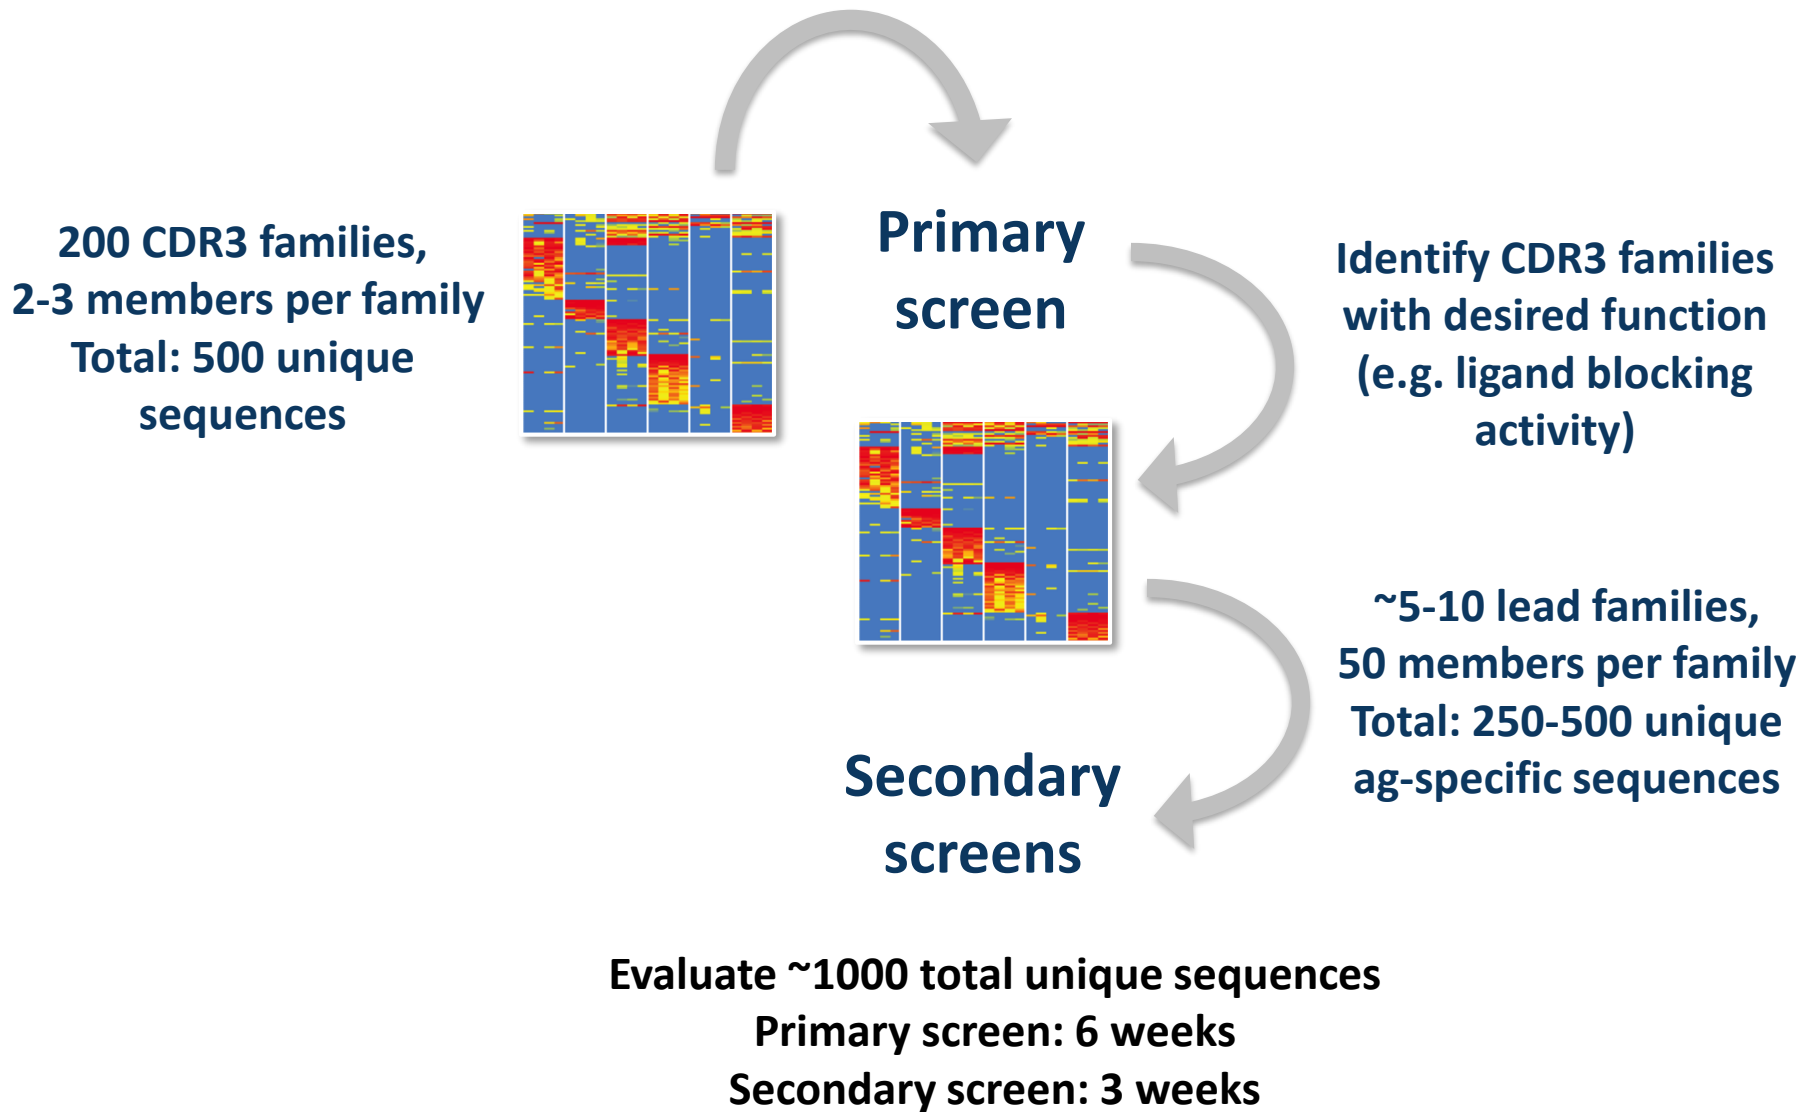 200 CDR3 families,
2-3 members per family
Total: 500 unique
sequences
Primary
screen
Identify CDR3 families
with desired function
(e.g. ligand blocking
activity)
~5-10 lead families,
50 members per family
Total: 250-500 unique
ag-specific sequences
Secondary
screens
Evaluate ~1000 total unique sequences
Primary screen: 6 weeks
Secondary screen: 3 weeks